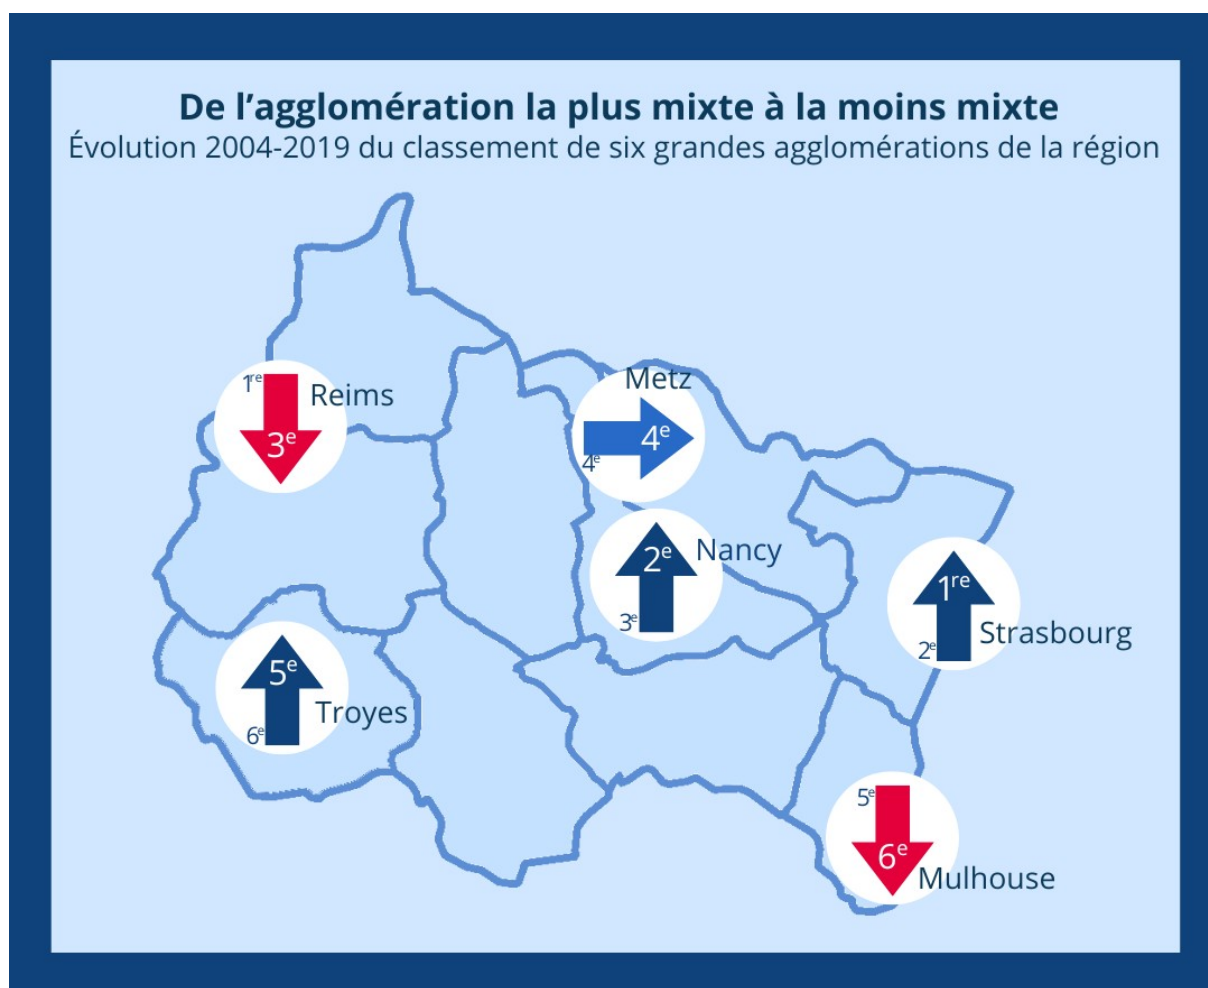 De l’agglomération la plus mixte à la moins mixte
Évolution 2004-2019 du classement de six grandes agglomérations de la région
1re
Reims
3e
Metz
4e
4e
2e
Nancy
3e
1re
Strasbourg
2e
5e
Troyes
6e
5e
6e
Mulhouse